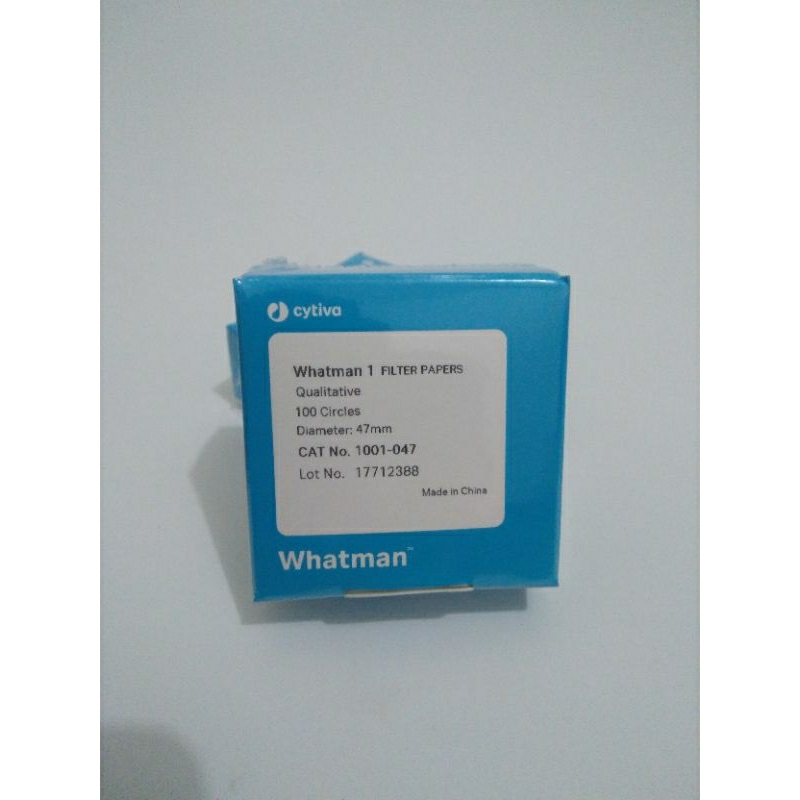 cytiva
Whatman 1 FILTER PAPERS
Qualitative
100 Circles
Diameter: 47mm
CAT No. 1001-047
Lot No. 17712388
Made in China
Whatman™